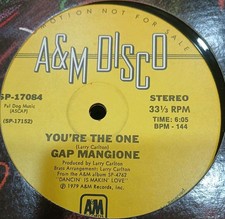 PROMOTION NOT FOR SALE
A&M DISCO
SP-17084
Fat Dog Music
(ASCAP)
(SP-17152)
STEREO
33⅓ RPM
TIME: 6:05
BPM - 144
YOU'RE THE ONE
(Larry Carlton)
GAP MANGIONE
Produced by Larry Carlton
Brass Arrangement: Larry Carlton
From the A&M album SP-4762
"DANCIN' IS MAKIN' LOVE"
℗ 1979 A&M Records, Inc.
A&M